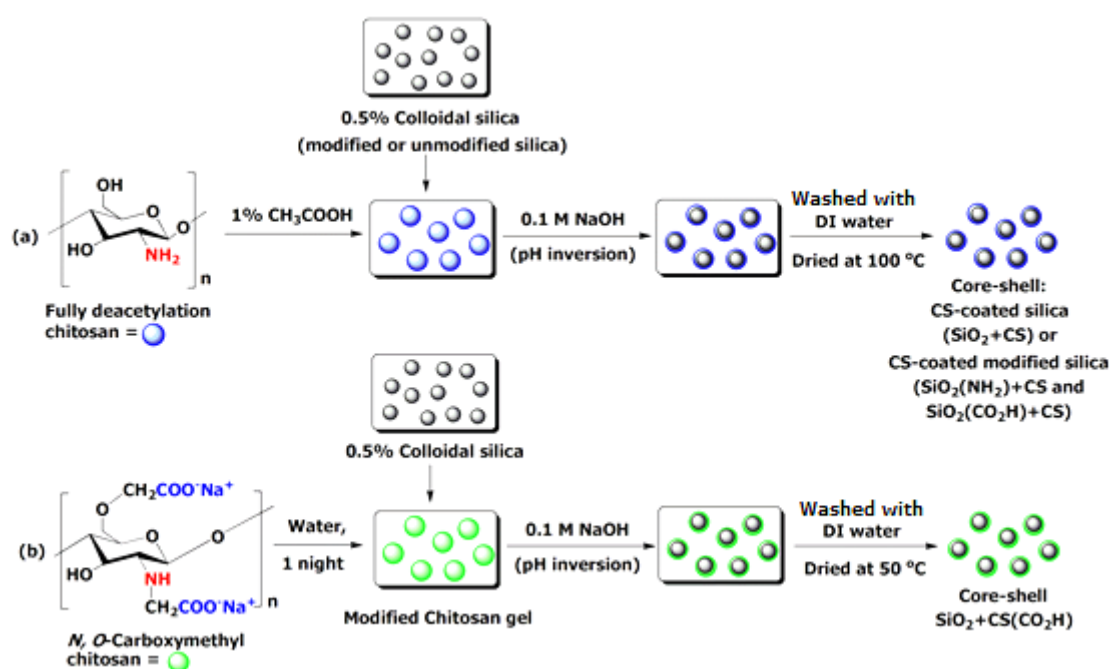 0.5% Colloidal silica
(modified or unmodified silica)
(a)
OH
O
O
HO
NH₂
n
1% CH₃COOH
0.1 M NaOH
(pH inversion)
Washed with
DI water
Dried at 100 °C
Fully deacetylation
chitosan =
Core-shell:
CS-coated silica
(SiO₂+CS) or
CS-coated modified silica
(SiO₂(NH₂)+CS and
SiO₂(CO₂H)+CS)
0.5% Colloidal silica
(b)
CH₂COO⁻Na⁺
O
O
O
HO
NH
CH₂COO⁻Na⁺
n
Water,
1 night
0.1 M NaOH
(pH inversion)
Washed with
DI water
Dried at 50 °C
Modified Chitosan gel
N, O-Carboxymethyl
chitosan =
Core-shell
SiO₂+CS(CO₂H)